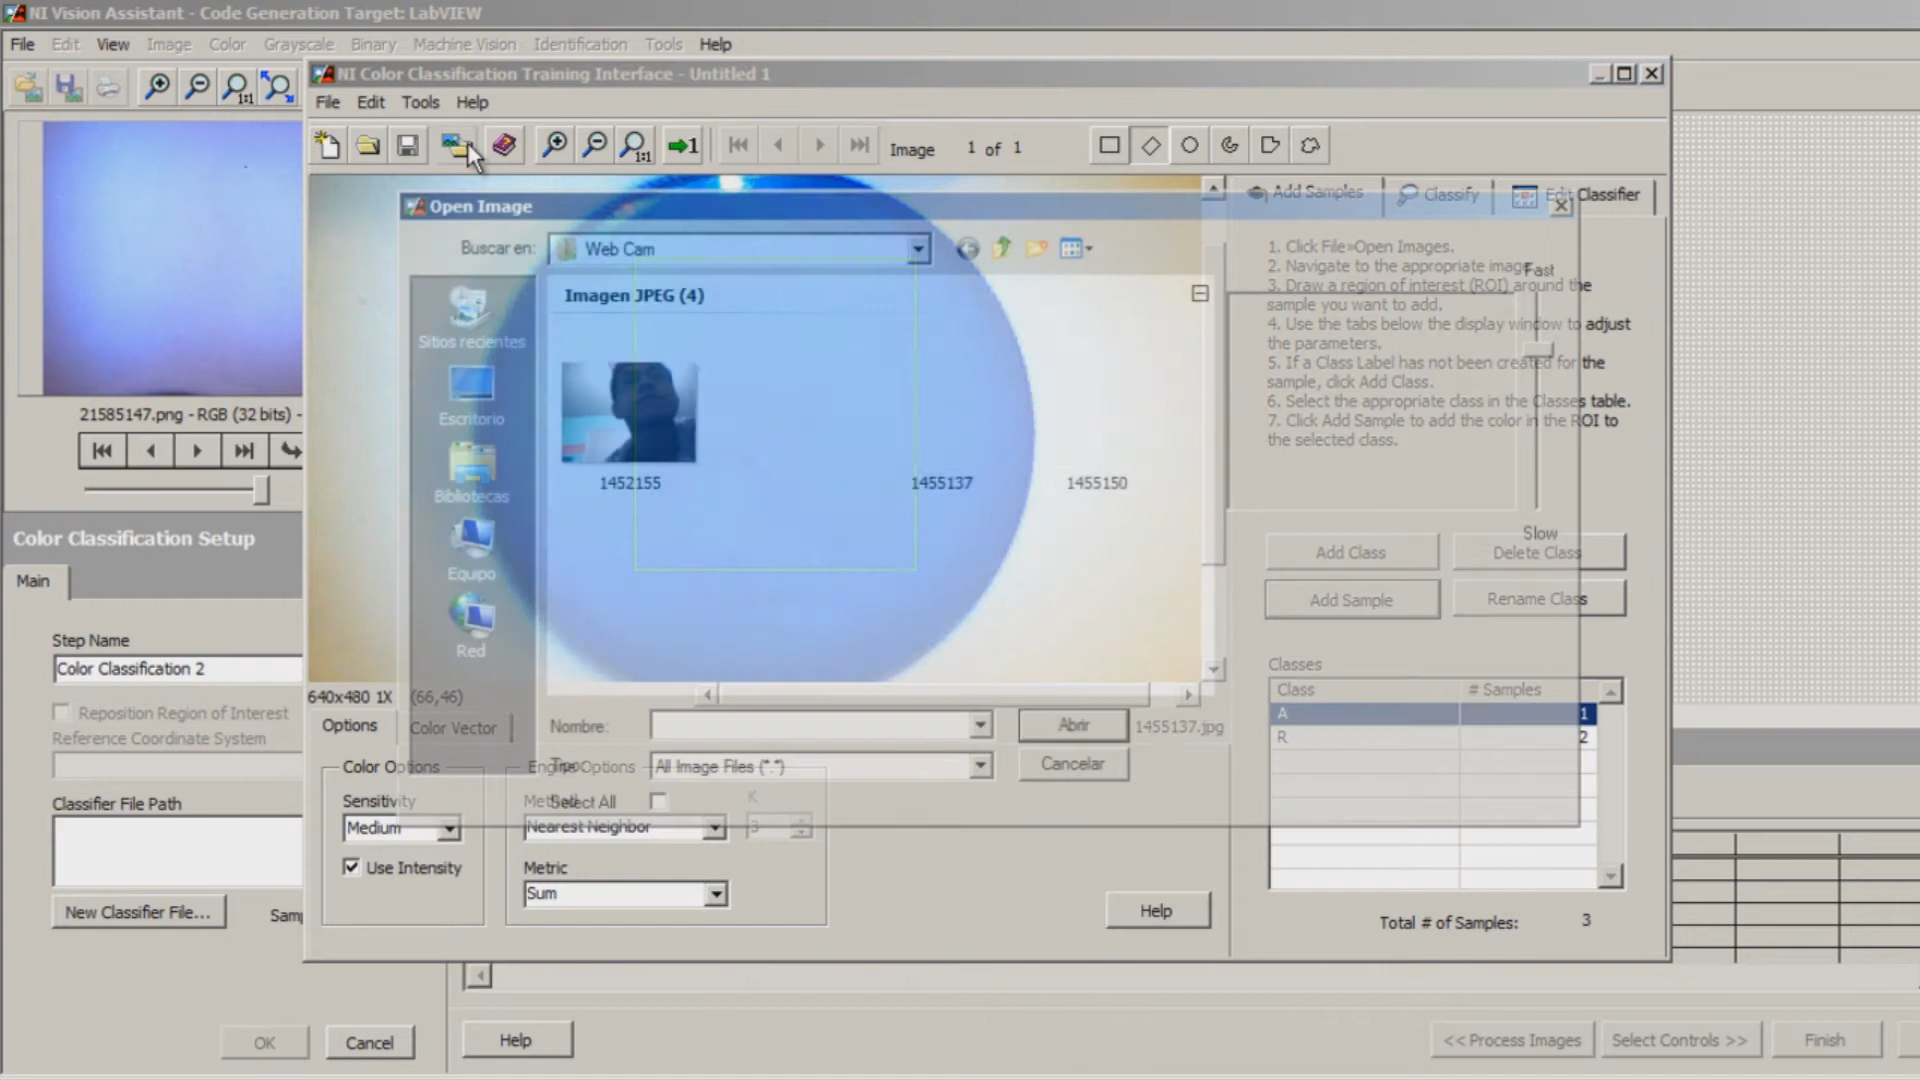 NI Vision Assistant - Code Generation Target: LabVIEW
File Edit View Image Color Grayscale Binary Machine Vision Identification Tools Help
NI Color Classification Training Interface - Untitled 1
File Edit Tools Help
1:1
1:1
1
Image 1 of 1
Open Image
Add Samples Classify Edit Classifier
Buscar en: Web Cam
Imagen JPEG (4)
1. Click File»Open Images.
2. Navigate to the appropriate image.
Fast
3. Draw a region of interest (ROI) around the
sample you want to add.
4. Use the tabs below the display window to adjust
the parameters.
5. If a Class Label has not been created for the
sample, click Add Class.
6. Select the appropriate class in the Classes table.
7. Click Add Sample to add the color in the ROI to
the selected class.
Sitios recientes
Escritorio
Bibliotecas
Equipo
Red
1452155
1455137
1455150
21585147.png - RGB (32 bits) -
Slow
Add Class Delete Class
Add Sample Rename Class
Color Classification Setup
Main
Step Name
Color Classification 2
Reposition Region of Interest
Reference Coordinate System
Classifier File Path
New Classifier File...
OK Cancel
640x480 1X (66,46)
Options Color Vector
Nombre: Abrir 1455137.jpg
Tipo: All Image Files (*.*) Cancelar
Color Options
Engine Options
Sensitivity
Medium
Use Intensity
Method
Select All
K
Nearest Neighbor 3
Metric
Sum
Help
Classes
Class # Samples
A 1
R 2
Total # of Samples: 3
Help
<< Process Images Select Controls >> Finish